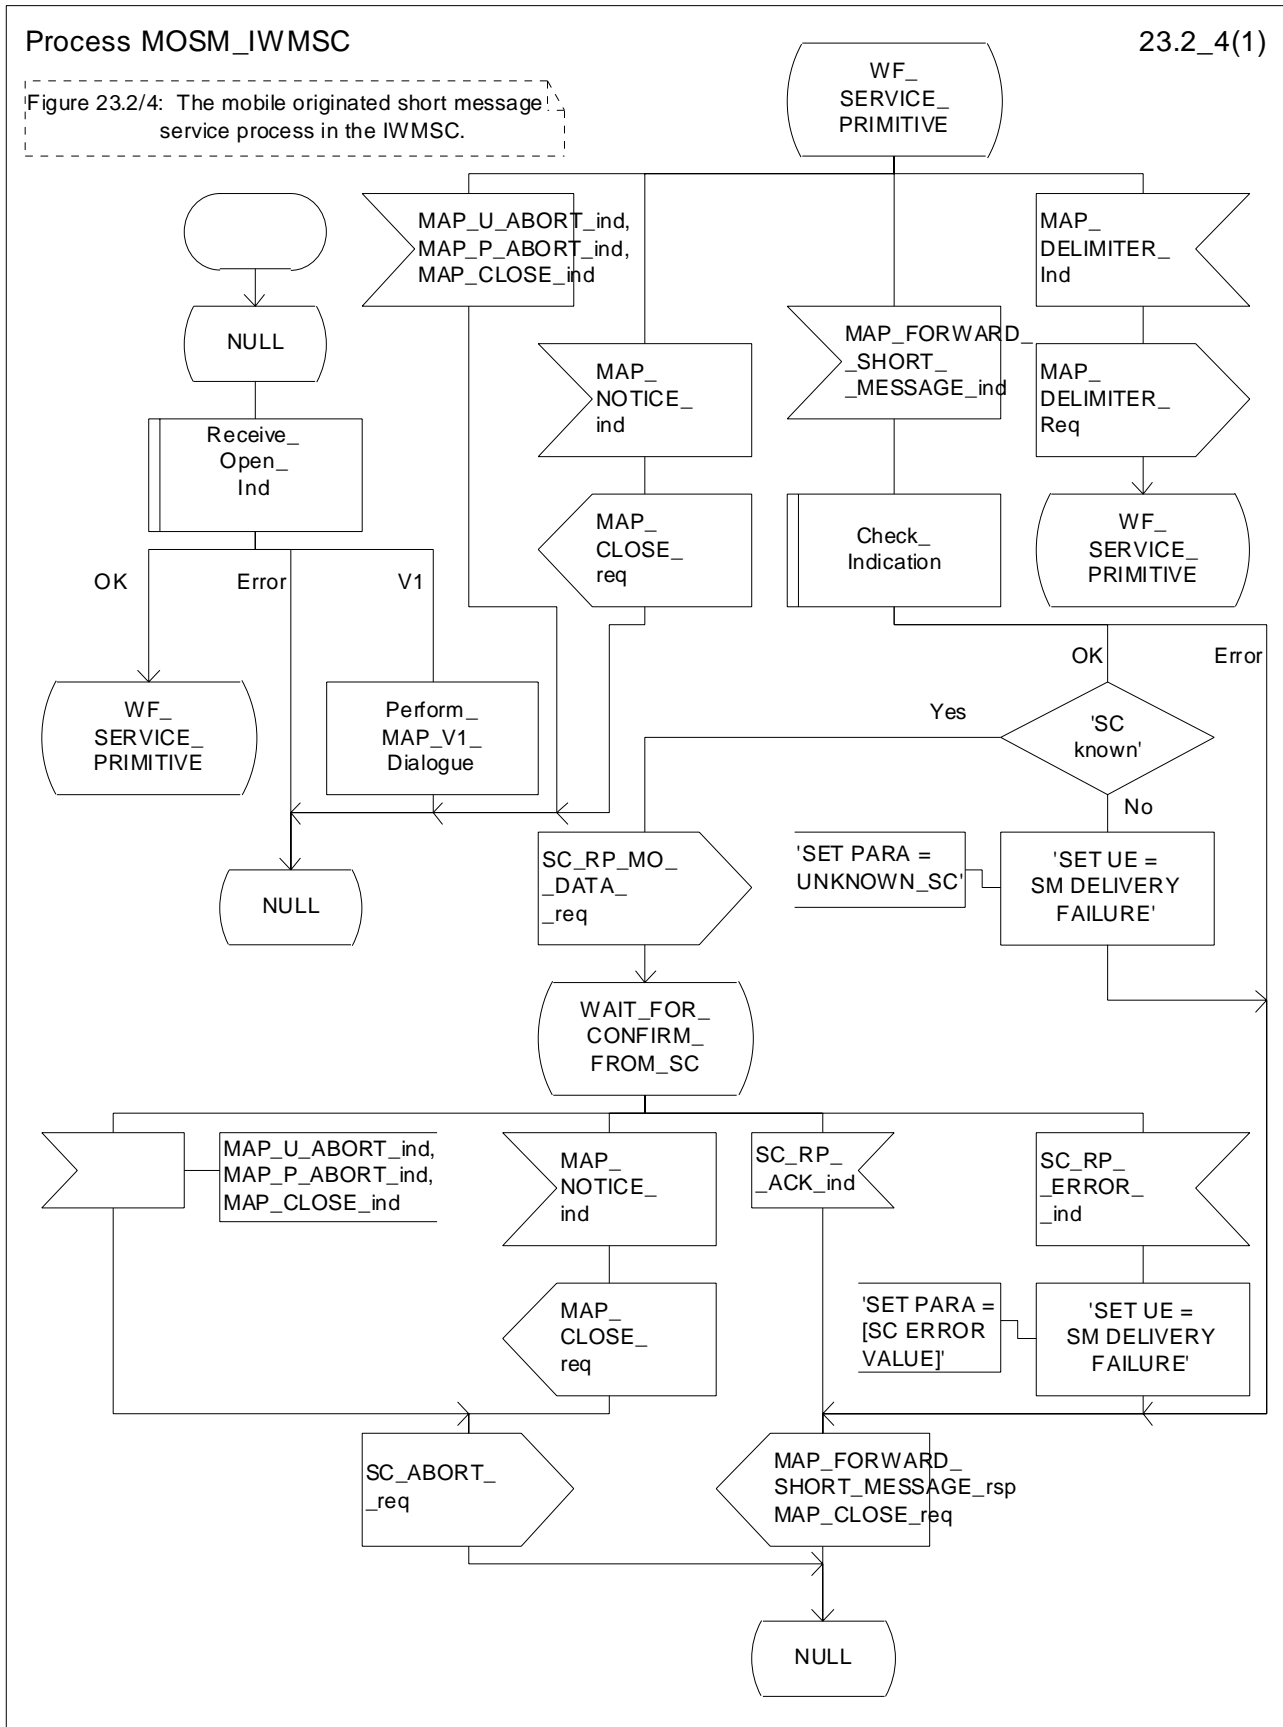 Process MOSM_IWMSC
23.2_4(1)
Figure 23.2/4: The mobile originated short message
service process in the IWMSC.
WF_
SERVICE_
PRIMITIVE
MAP_U_ABORT_ind,
MAP_P_ABORT_ind,
MAP_CLOSE_ind
MAP_
DELIMITER_
Ind
NULL
MAP_
NOTICE_
ind
MAP_FORWARD_
_SHORT_
_MESSAGE_ind
MAP_
DELIMITER_
Req
Receive_
Open_
Ind
MAP_
CLOSE_
req
Check_
Indication
WF_
SERVICE_
PRIMITIVE
OK
Error
V1
OK
Error
WF_
SERVICE_
PRIMITIVE
Perform_
MAP_V1_
Dialogue
Yes
'SC
known'
No
NULL
SC_RP_MO_
_DATA_
_req
'SET PARA =
UNKNOWN_SC'
'SET UE =
SM DELIVERY
FAILURE'
WAIT_FOR_
CONFIRM_
FROM_SC
MAP_U_ABORT_ind,
MAP_P_ABORT_ind,
MAP_CLOSE_ind
MAP_
NOTICE_
ind
SC_RP_
_ACK_ind
SC_RP_
_ERROR_
_ind
MAP_
CLOSE_
req
'SET PARA =
[SC ERROR
VALUE]'
'SET UE =
SM DELIVERY
FAILURE'
SC_ABORT_
_req
MAP_FORWARD_
SHORT_MESSAGE_rsp
MAP_CLOSE_req
NULL